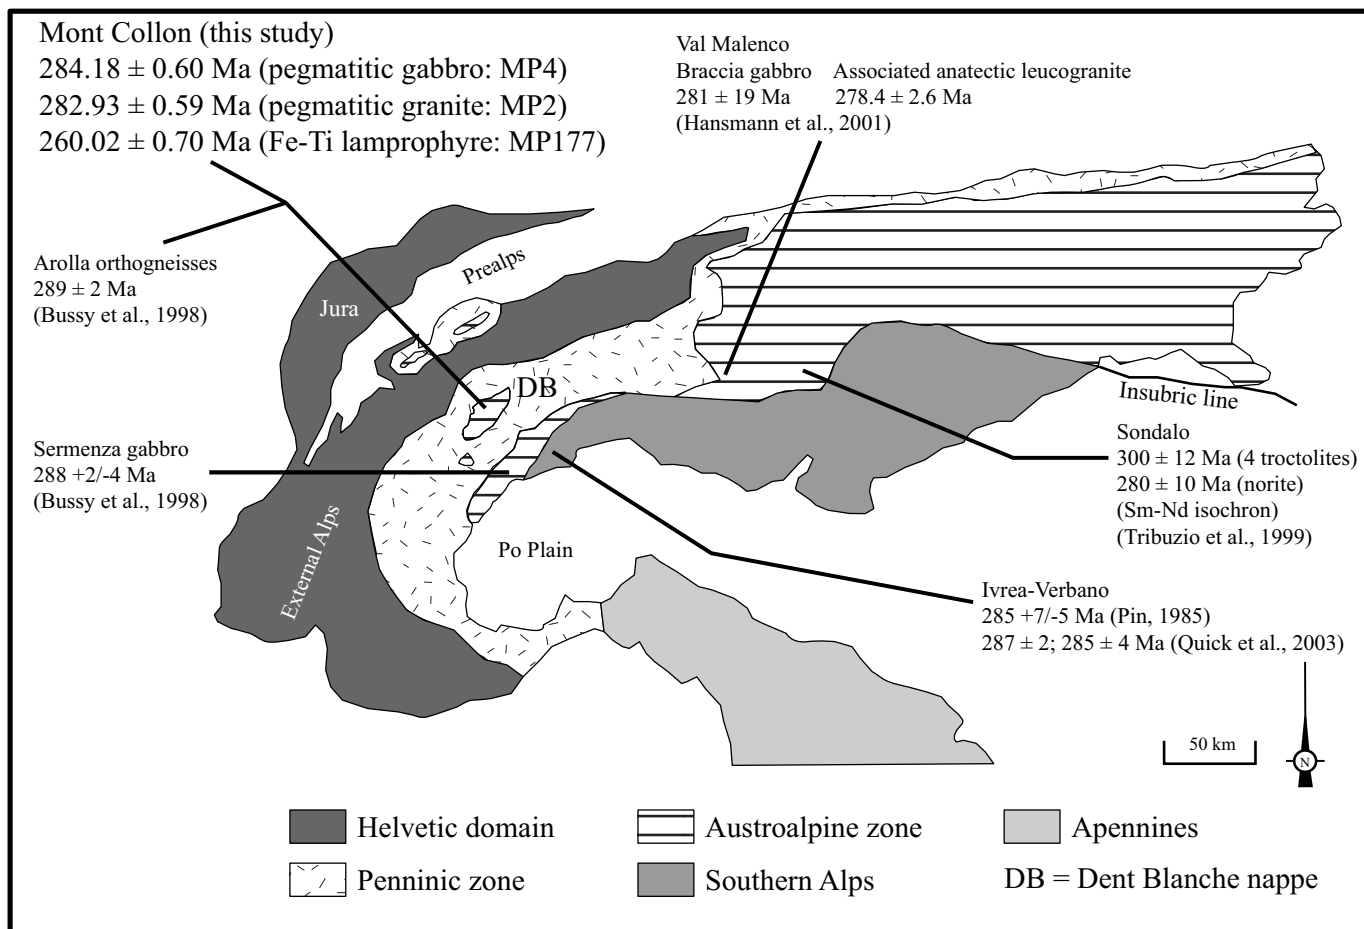 Mont Collon (this study)
284.18 ± 0.60 Ma (pegmatitic gabbro: MP4)
282.93 ± 0.59 Ma (pegmatitic granite: MP2)
260.02 ± 0.70 Ma (Fe-Ti lamprophyre: MP177)
Val Malenco
Braccia gabbro
281 ± 19 Ma
(Hansmann et al., 2001)
Associated anatectic leucogranite
278.4 ± 2.6 Ma
Arolla orthogneisses
289 ± 2 Ma
(Bussy et al., 1998)
Prealps
Jura
DB
Insubric line
Sermenza gabbro
288 +2/-4 Ma
(Bussy et al., 1998)
Sondalo
300 ± 12 Ma (4 troctolites)
280 ± 10 Ma (norite)
(Sm-Nd isochron)
(Tribuzio et al., 1999)
External Alps
Po Plain
Ivrea-Verbano
285 +7/-5 Ma (Pin, 1985)
287 ± 2; 285 ± 4 Ma (Quick et al., 2003)
50 km
N
Helvetic domain
Austroalpine zone
Apennines
Penninic zone
Southern Alps
DB = Dent Blanche nappe